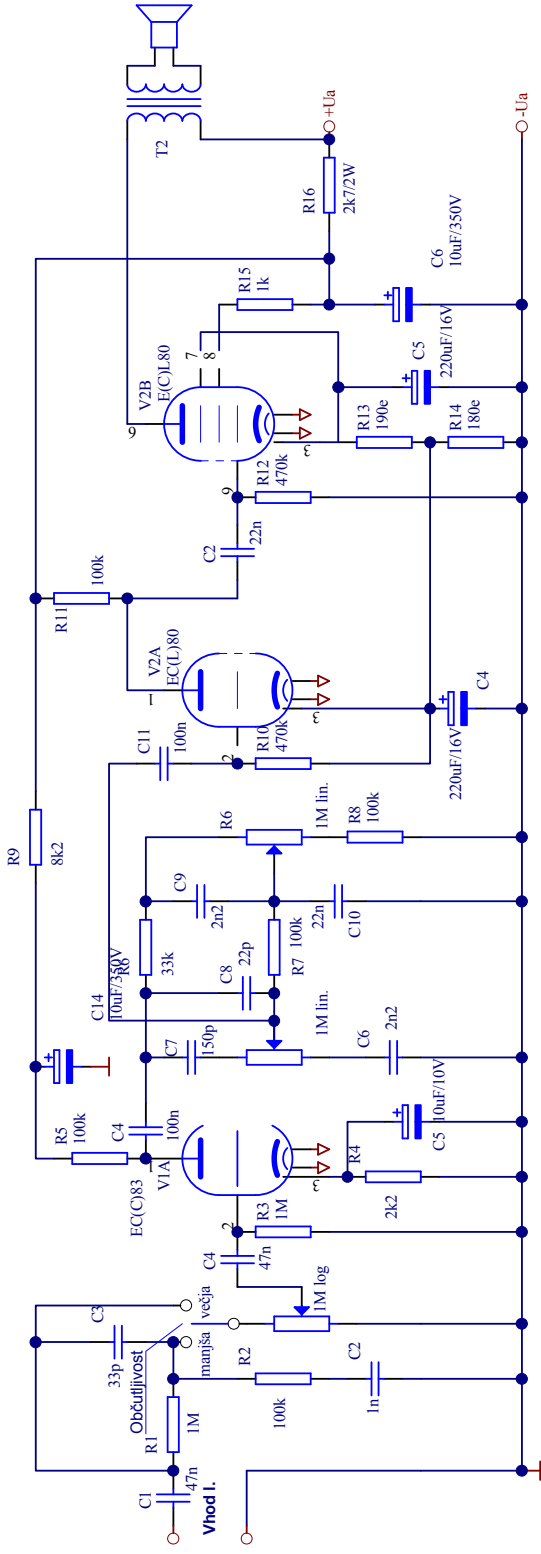 Vhod I.
C1
47n
R1
1M
Občutljivost
33p
C3
manjša
večja
R2
100k
C2
1n
1M log
C4
47n
R3
1M
2
1
3
EC(C)83
V1A
R5
100k
C4
100n
R4
2k2
C5
10uF/10V
C14
10uF/350V
C7
150p
1M lin.
C6
2n2
C8
22p
R6
33k
R7
100k
C9
2n2
22n
C10
R6
1M lin.
R8
100k
R9
8k2
C11
100n
2
R10
470k
1
V2A
EC(L)80
3
220uF/16V
C4
R11
100k
C2
22n
9
R12
470k
6
V2B
E(C)L80
7
8
3
R13
190e
R14
180e
C5
220uF/16V
R15
1k
C6
10uF/350V
R16
2k7/2W
T2
+Ua
-Ua